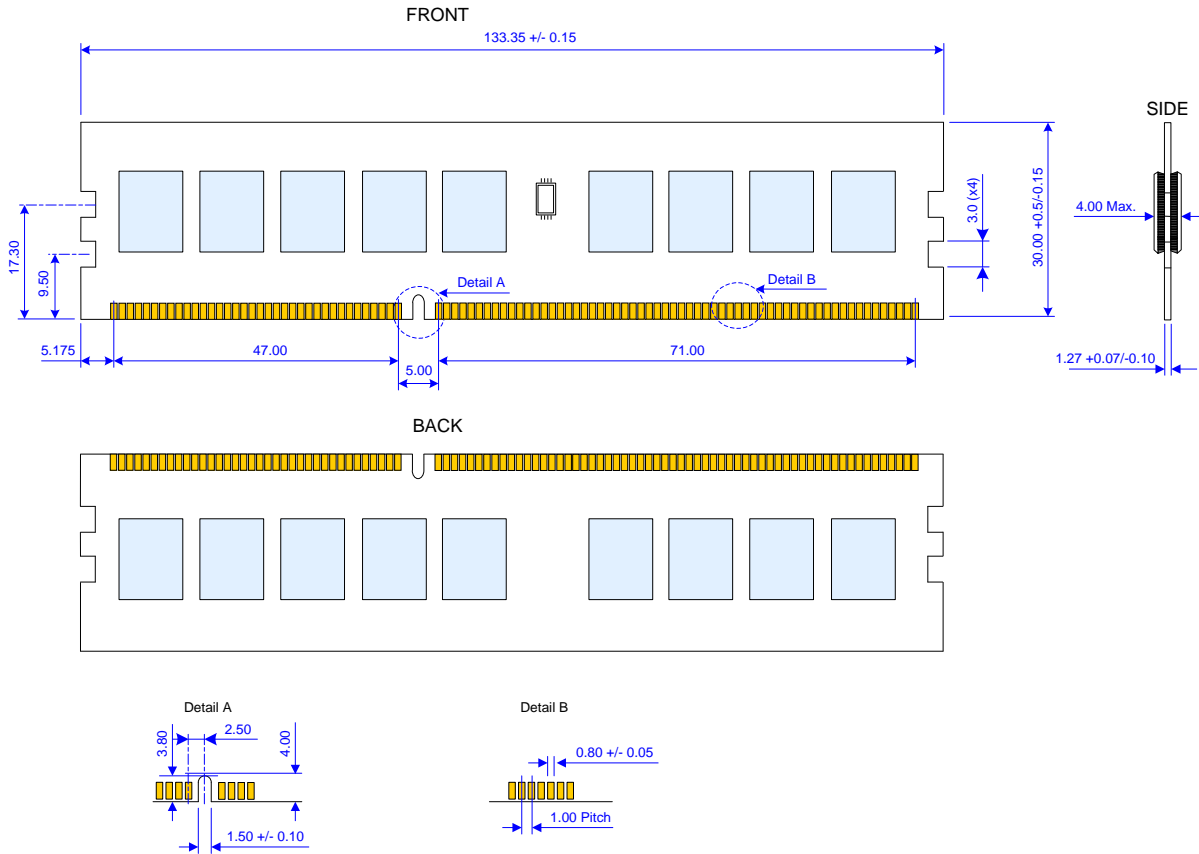 FRONT
133.35 +/- 0.15
SIDE
17.30
9.50
3.0 (x4)
30.00 +0.5/-0.15
4.00 Max.
Detail A
Detail B
5.175
47.00
5.00
71.00
1.27 +0.07/-0.10
BACK
Detail A
3.80
2.50
4.00
1.50 +/- 0.10
Detail B
0.80 +/- 0.05
1.00 Pitch